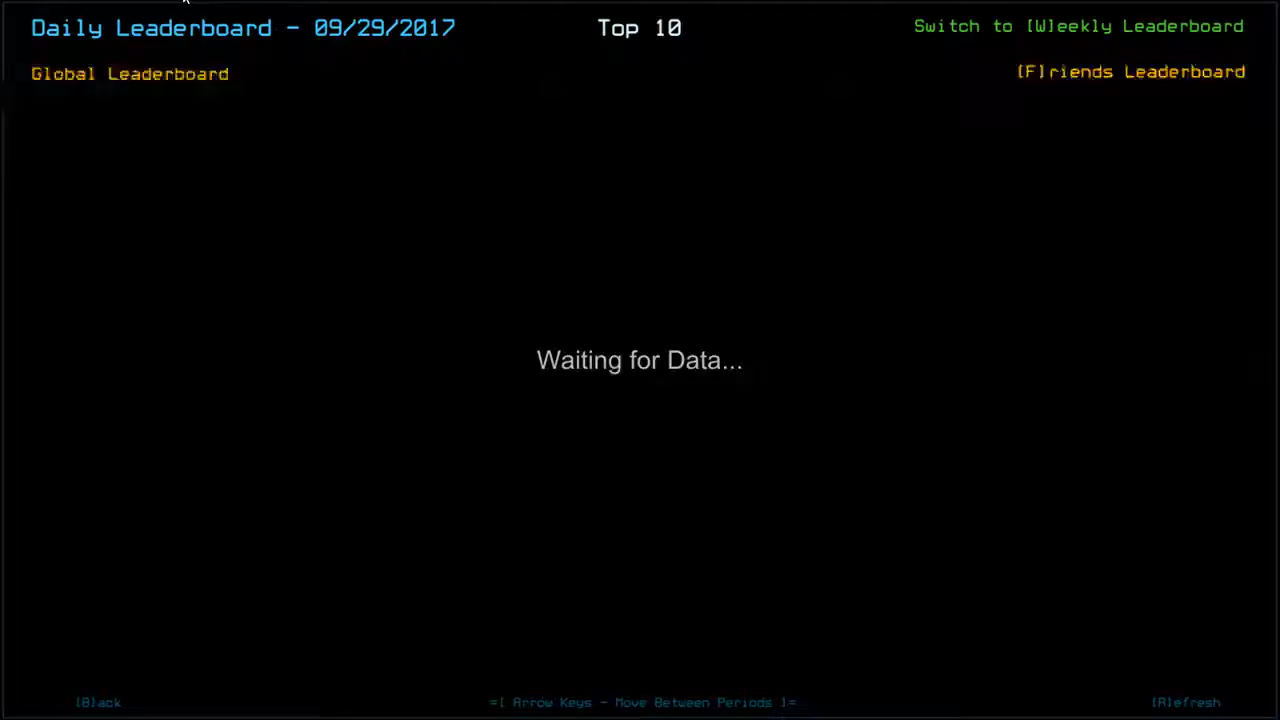 Daily Leaderboard - 09/29/2017 Top 10 Switch to [W]eekly Leaderboard
Global Leaderboard [F]riends Leaderboard
Waiting for Data...
[B]ack =[ Arrow Keys - Move Between Periods ]= [R]efresh